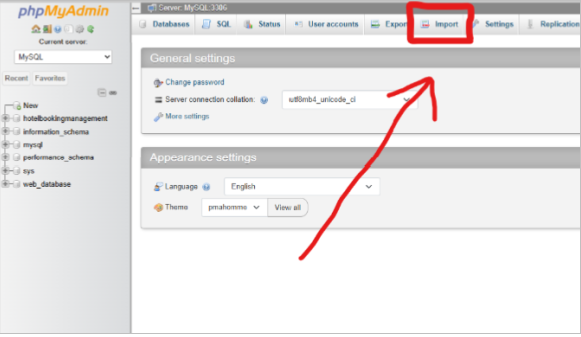 phpMyAdmin
Current server:
MySQL
Recent Favorites
New
hotelbookingmanagement
information_schema
mysql
performance_schema
sys
web_database
Server: MySQL:3306
Databases SQL Status User accounts Export Import Settings Replication
General settings
Change password
Server connection collation: utf8mb4_unicode_ci
More settings
Appearance settings
Language English
Theme pmahomme View all